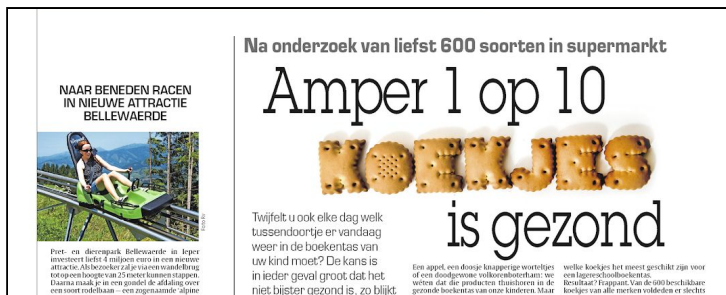 Na onderzoek van liefst 600 soorten in supermarkt
Amper 1 op 10
KOEKJES
is gezond
NAAR BENEDEN RACEN
IN NIEUWE ATTRACTIE
BELLEWAERDE
Pret- en dierenpark Bellewaerde in Ieper
investeert liefst 4 miljoen euro in een nieuwe
attractie. Als bezoeker zal je via een wandelbrug
tot op een hoogte van 25 meter kunnen stappen.
Daarna maak je in een gondel de afdaling over
een soort rodelbaan – een zogenaamde 'alpine
Twijfelt u ook elke dag welk
tussendoortje er vandaag
weer in de boekentas van
uw kind moet? De kans is
in ieder geval groot dat het
niet bijster gezond is, zo blijkt
Een appel, een doosje knapperige worteltjes
of een doodgewone volkorenboterham: we
wéten dat die producten thuishoren in de
gezonde boekentas van onze kinderen. Maar
welke koekjes het meest geschikt zijn voor
een lagereschoolboekentas.
Resultaat? Frappant. Van de 600 beschikbare
koekjes van alle merken voldeden er slechts